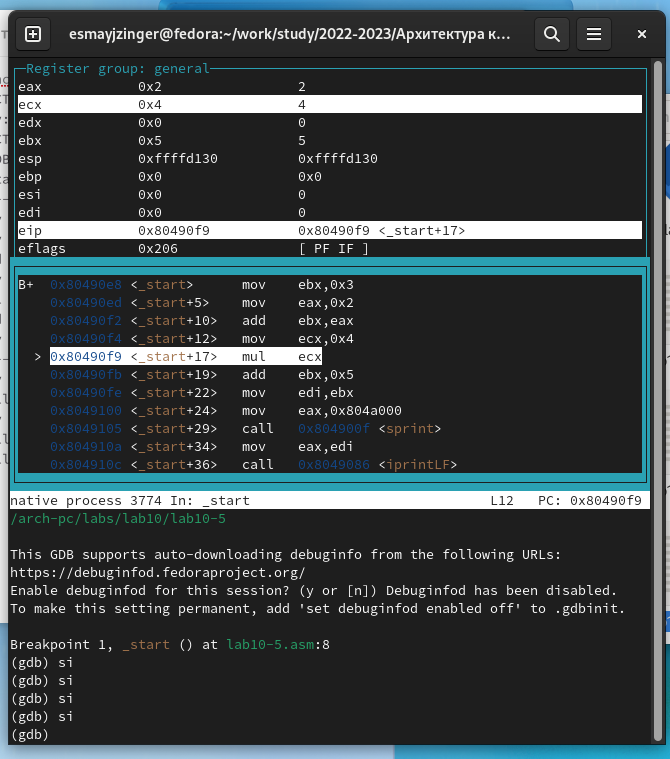 esmayjzinger@fedora:~/work/study/2022-2023/Архитектура к...
Register group: general
eax 0x2 2
ecx 0x4 4
edx 0x0 0
ebx 0x5 5
esp 0xffffd130 0xffffd130
ebp 0x0 0x0
esi 0x0 0
edi 0x0 0
eip 0x80490f9 0x80490f9 <_start+17>
eflags 0x206 [ PF IF ]
B+ 0x80490e8 <_start> mov ebx,0x3
0x80490ed <_start+5> mov eax,0x2
0x80490f2 <_start+10> add ebx,eax
0x80490f4 <_start+12> mov ecx,0x4
> 0x80490f9 <_start+17> mul ecx
0x80490fb <_start+19> add ebx,0x5
0x80490fe <_start+22> mov edi,ebx
0x8049100 <_start+24> mov eax,0x804a000
0x8049105 <_start+29> call 0x804900f <sprint>
0x804910a <_start+34> mov eax,edi
0x804910c <_start+36> call 0x8049086 <iprintLF>
native process 3774 In: _start L12 PC: 0x80490f9
/arch-pc/labs/lab10/lab10-5
This GDB supports auto-downloading debuginfo from the following URLs:
https://debuginfod.fedoraproject.org/
Enable debuginfod for this session? (y or [n]) Debuginfod has been disabled.
To make this setting permanent, add 'set debuginfod enabled off' to .gdbinit.
Breakpoint 1, _start () at lab10-5.asm:8
(gdb) si
(gdb) si
(gdb) si
(gdb) si
(gdb)